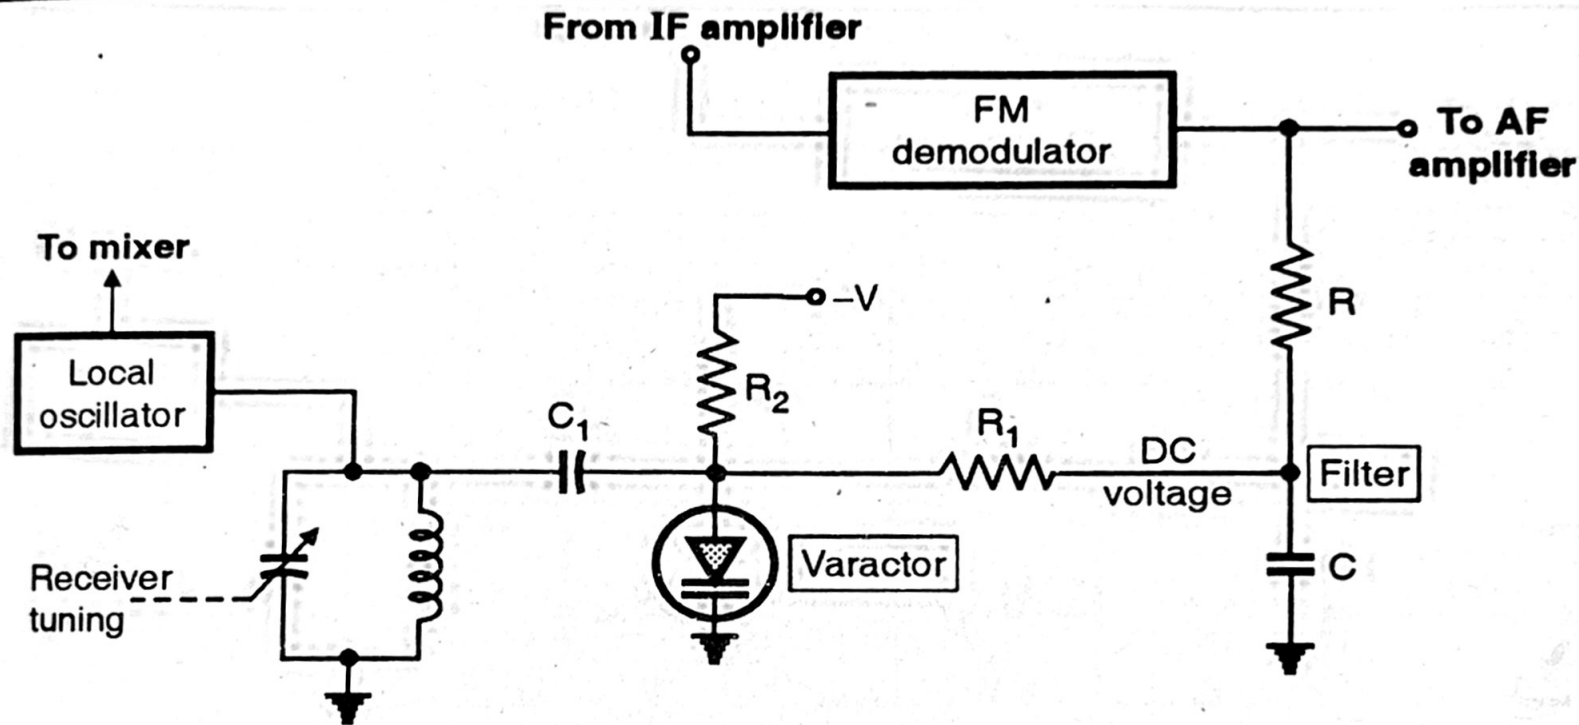 From IF amplifier
FM
demodulator
To AF
amplifier
To mixer
–V
R
Local
oscillator
R₂
C₁
R₁
DC
voltage
Filter
Varactor
C
Receiver
tuning